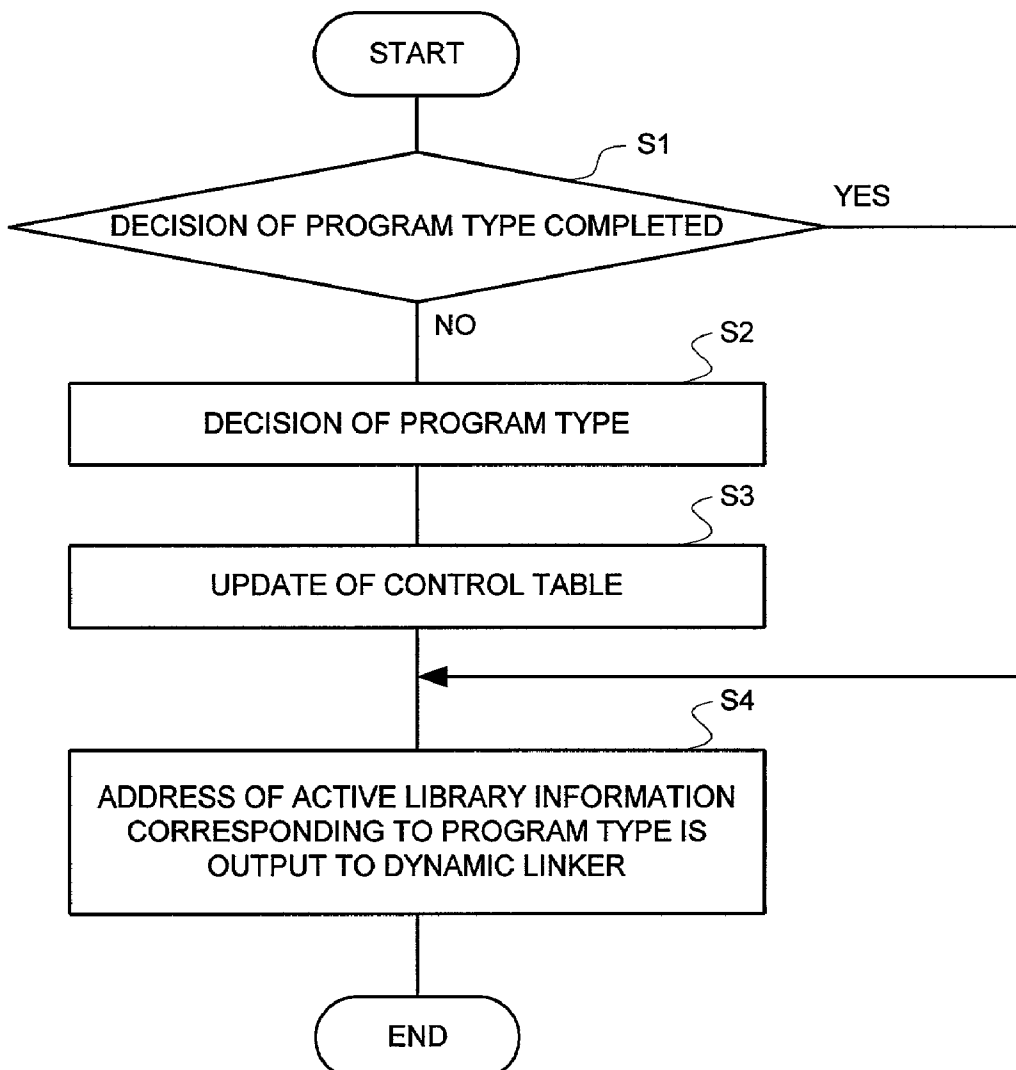 START
S1
YES
DECISION OF PROGRAM TYPE COMPLETED
NO
S2
DECISION OF PROGRAM TYPE
S3
UPDATE OF CONTROL TABLE
S4
ADDRESS OF ACTIVE LIBRARY INFORMATION
CORRESPONDING TO PROGRAM TYPE IS
OUTPUT TO DYNAMIC LINKER
END